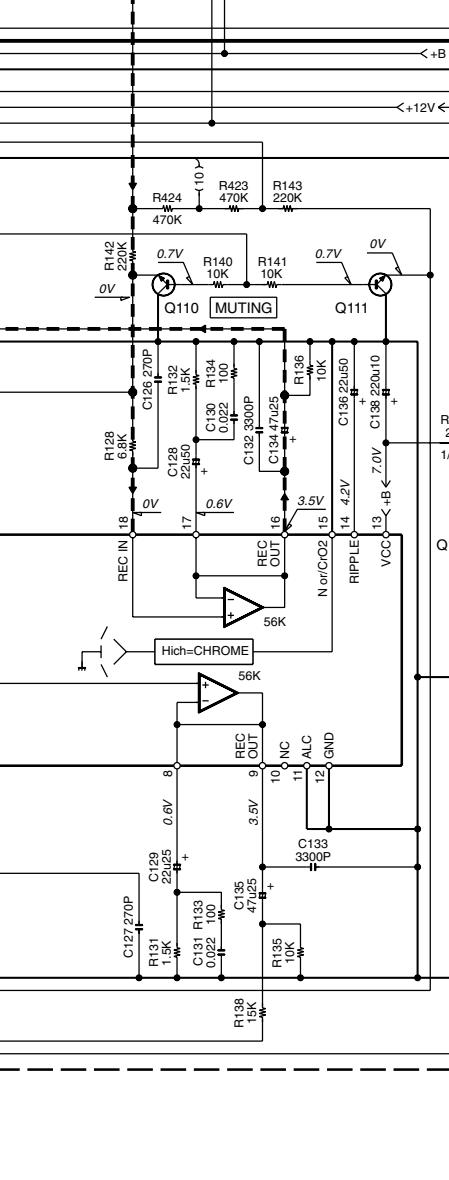 +B
+12V
10
R424
470K
R423
470K
R143
220K
R142
220K
0V
0.7V
R140
10K
R141
10K
0.7V
0V
Q110
MUTING
Q111
C126 270P
R132
1.5K
R134
100
C130
0.022
C132 3300P
C134 47u25
+
R136
10K
C136 22u50
+
C138 220u10
+
R128
6.8K
C128
22u50
+
7.0V
R
2
1/
0V
0.6V
3.5V
4.2V
+B
18
17
16
15
14
13
REC IN
REC
OUT
N or/CrO2
RIPPLE
VCC
Q
−
+
56K
Hich=CHROME
56K
+
−
REC
OUT
NC
ALC
GND
8
9
10
11
12
0.6V
3.5V
C133
3300P
C129
22u25
+
C135
47u25
+
C127 270P
R131
1.5K
R133
100
C131
0.022
R135
10K
R138
15K